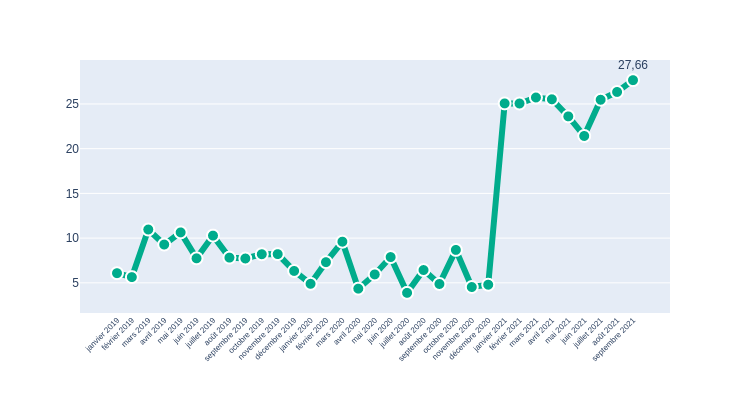 27,66
25
20
15
10
5
janvier 2019
février 2019
mars 2019
avril 2019
mai 2019
juin 2019
juillet 2019
août 2019
septembre 2019
octobre 2019
novembre 2019
décembre 2019
janvier 2020
février 2020
mars 2020
avril 2020
mai 2020
juin 2020
juillet 2020
août 2020
septembre 2020
octobre 2020
novembre 2020
décembre 2020
janvier 2021
février 2021
mars 2021
avril 2021
mai 2021
juin 2021
juillet 2021
août 2021
septembre 2021